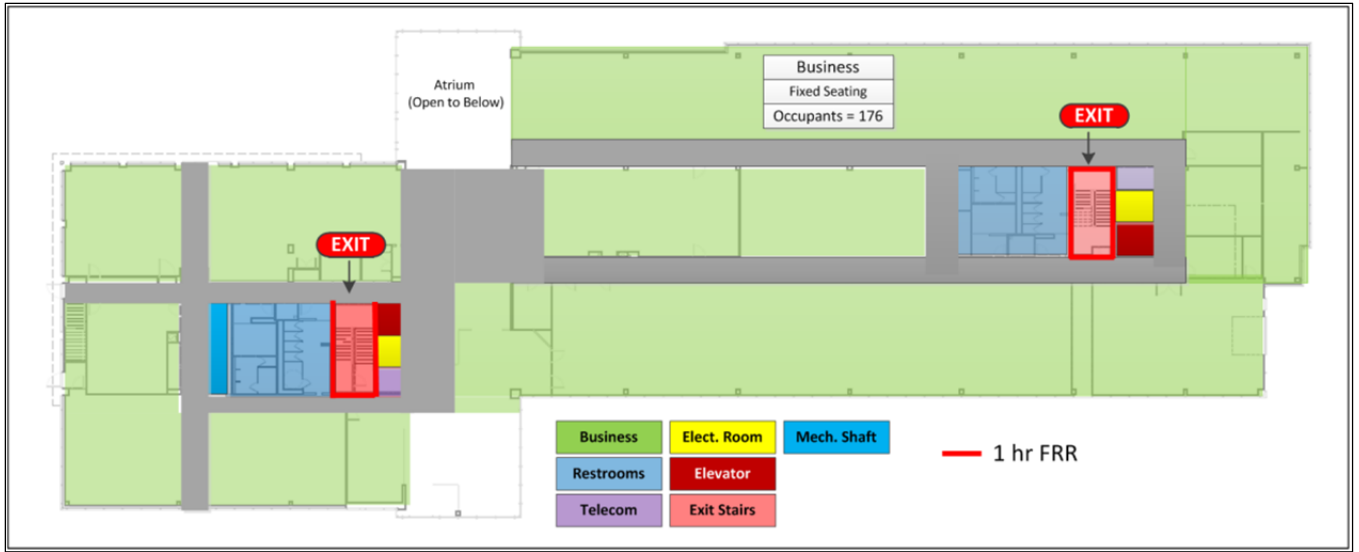 Atrium
(Open to Below)
Business
Fixed Seating
Occupants = 176
EXIT
EXIT
Business
Elect. Room
Mech. Shaft
Restrooms
Elevator
Telecom
Exit Stairs
1 hr FRR